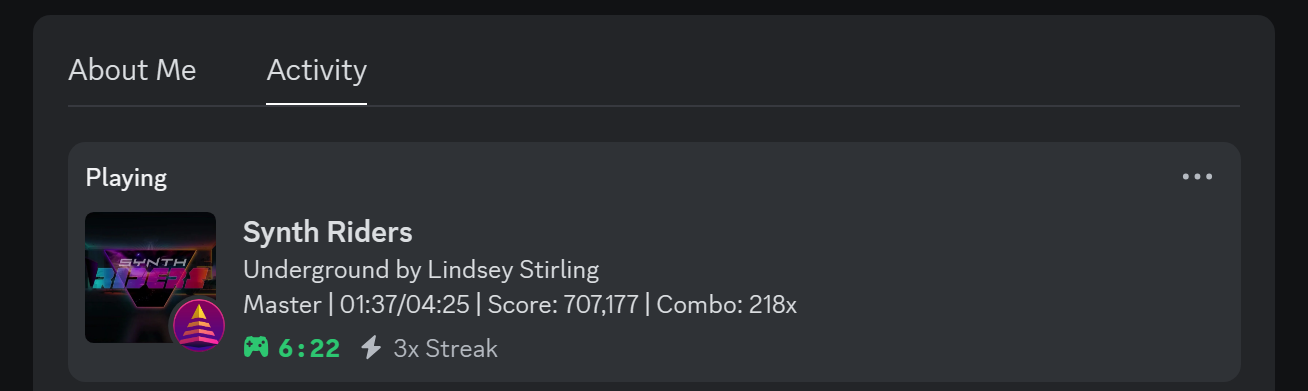 About Me Activity
Playing
SYNTH
RIDERS
Synth Riders
Underground by Lindsey Stirling
Master | 01:37/04:25 | Score: 707,177 | Combo: 218x
6:22 3x Streak